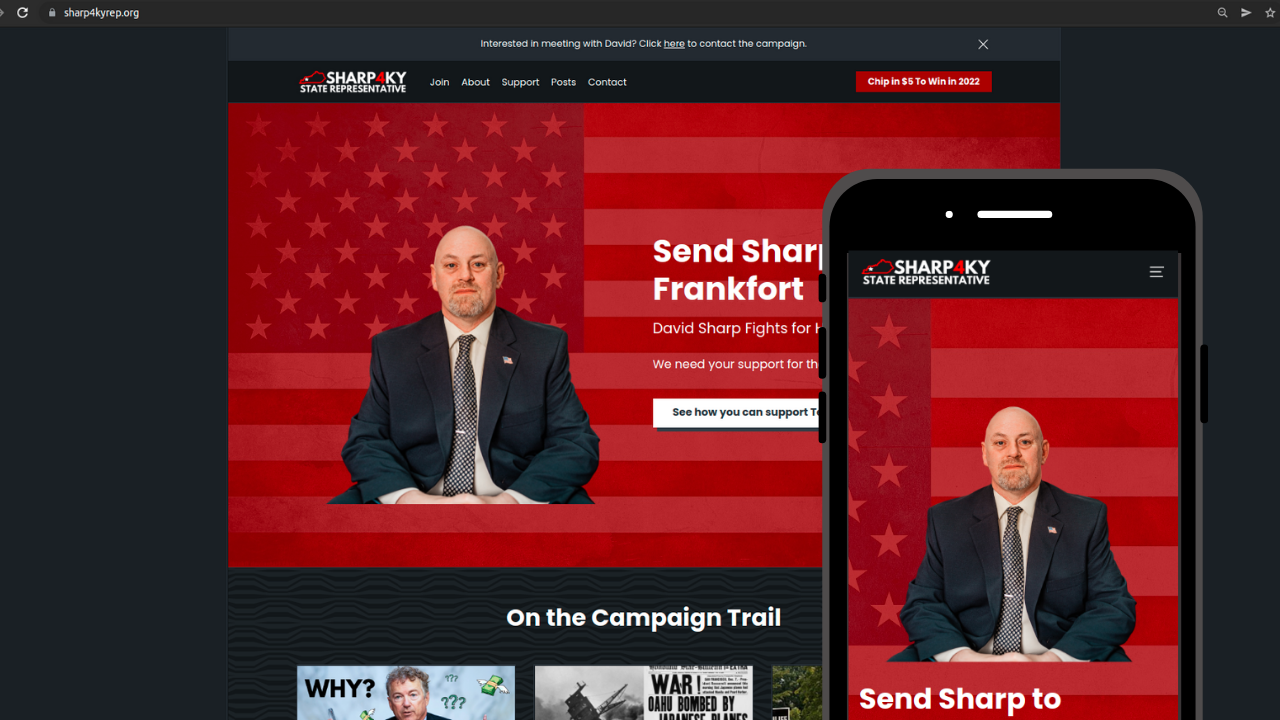 sharp4kyrep.org
Interested in meeting with David? Click here to contact the campaign.
SHARP4KY
STATE REPRESENTATIVE
Join About Support Posts Contact
Chip in $5 To Win in 2022
Send Shar
Frankfort
David Sharp Fights for
We need your support for th
See how you can support
On the Campaign Trail
WHY?
???
???
WAR!
OAHU BOMBED BY
JAPANESE PLANES
SHARP4KY
STATE REPRESENTATIVE
Send Sharp to